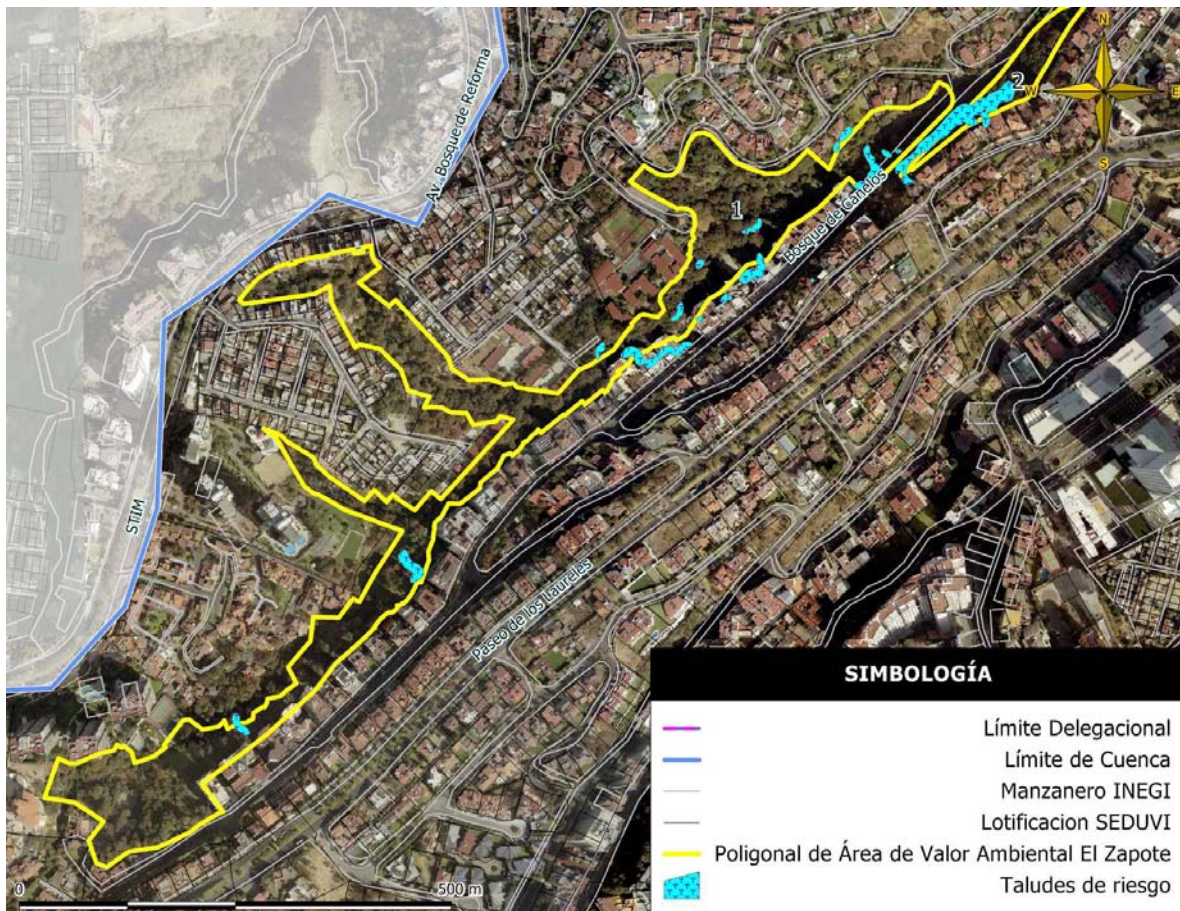 N
W
E
S
2
1
Av. Bosque de Reforma
Bosque de Canelos
STIM
Paseo de los Laureles
SIMBOLOGÍA
Límite Delegacional
Límite de Cuenca
Manzanero INEGI
Lotificacion SEDUVI
Poligonal de Área de Valor Ambiental El Zapote
Taludes de riesgo
0
500 m